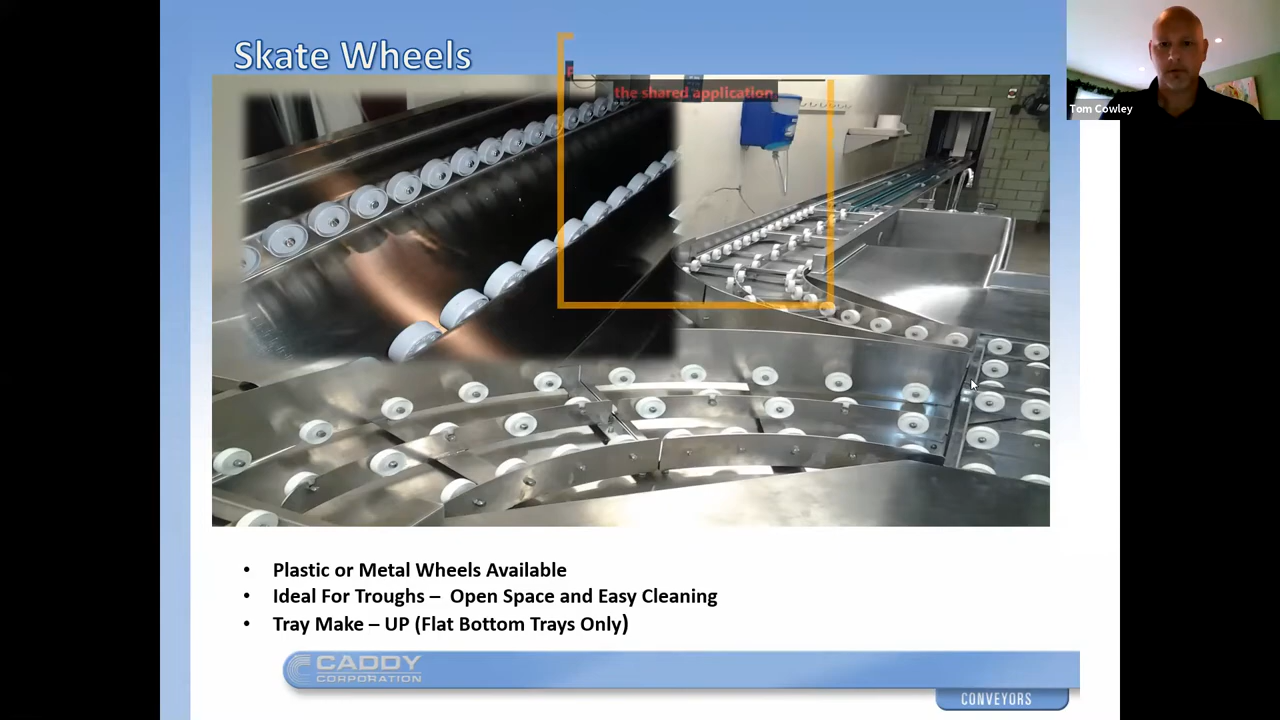 Skate Wheels
the shared application
Tom Cowley
• Plastic or Metal Wheels Available
• Ideal For Troughs – Open Space and Easy Cleaning
• Tray Make – UP (Flat Bottom Trays Only)
CADDY
CORPORATION
CONVEYORS